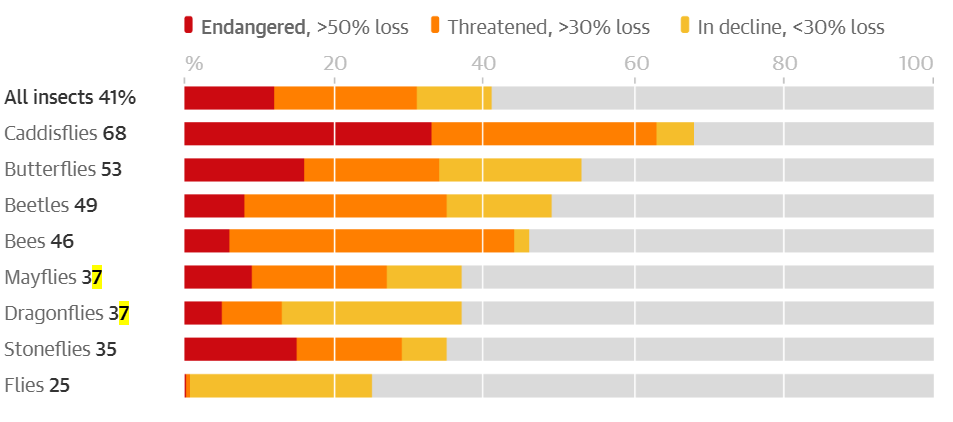 Endangered, >50% loss Threatened, >30% loss In decline, <30% loss
% 20 40 60 80 100
All insects 41%
Caddisflies 68
Butterflies 53
Beetles 49
Bees 46
Mayflies 37
Dragonflies 37
Stoneflies 35
Flies 25